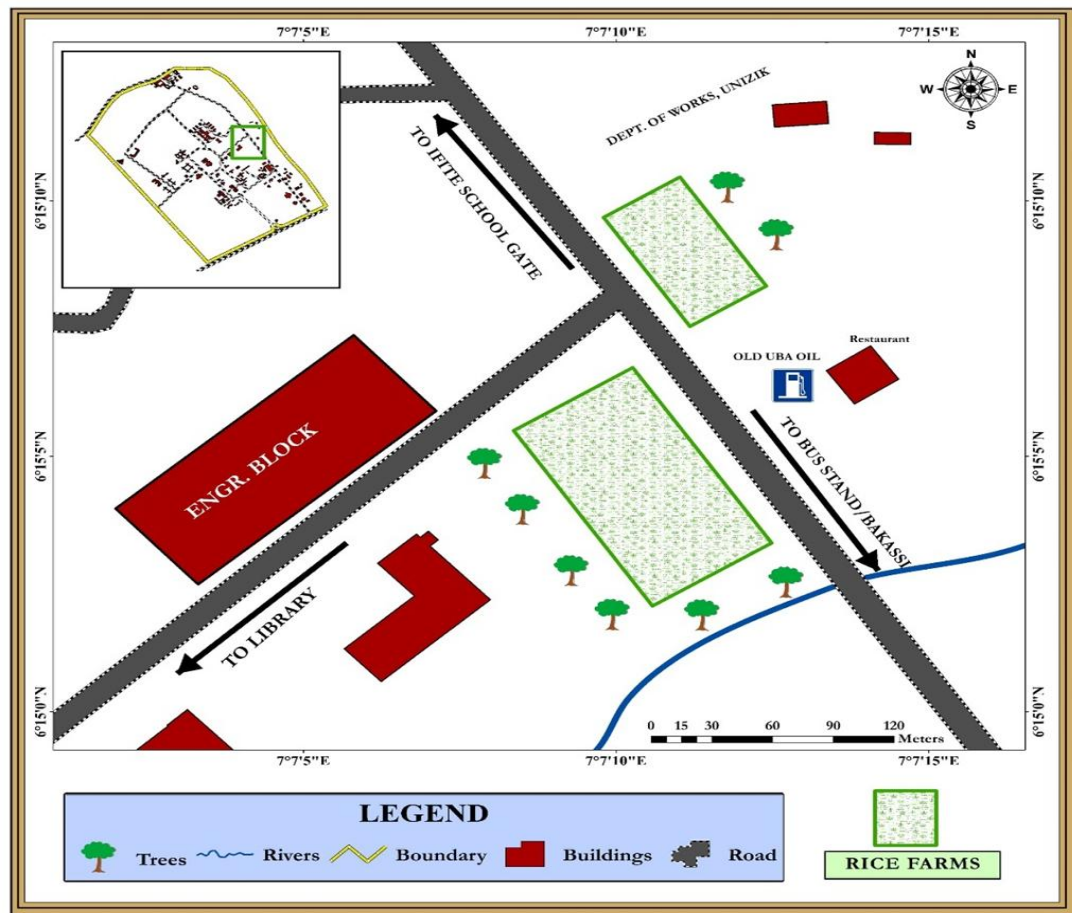 7°7'5"E 7°7'10"E 7°7'15"E
N
W E
S
DEPT. OF WORKS, UNIZIK
TO IFITE SCHOOL GATE
6°15'10"N 6°15'10"N
Restaurant
OLD UBA OIL
TO BUS STAND/BAKASSI
ENGR. BLOCK
6°15'5"N 6°15'5"N
TO LIBRARY
6°15'0"N 6°15'0"N
0 15 30 60 90 120
Meters
7°7'5"E 7°7'10"E 7°7'15"E
LEGEND
Trees Rivers Boundary Buildings Road
RICE FARMS